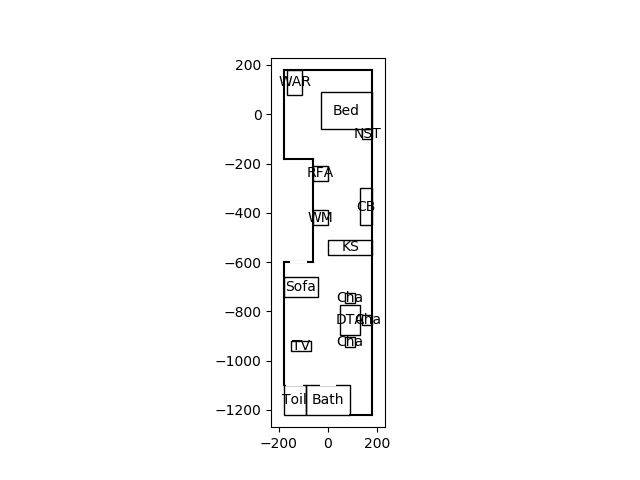 200
WAR
Bed
0
NST
−200
RFA
CB
−400
WM
KS
−600
Sofa
Cha
−800
DTA
Cha
Cha
TV
−1000
Toil
Bath
−1200
−200
0
200